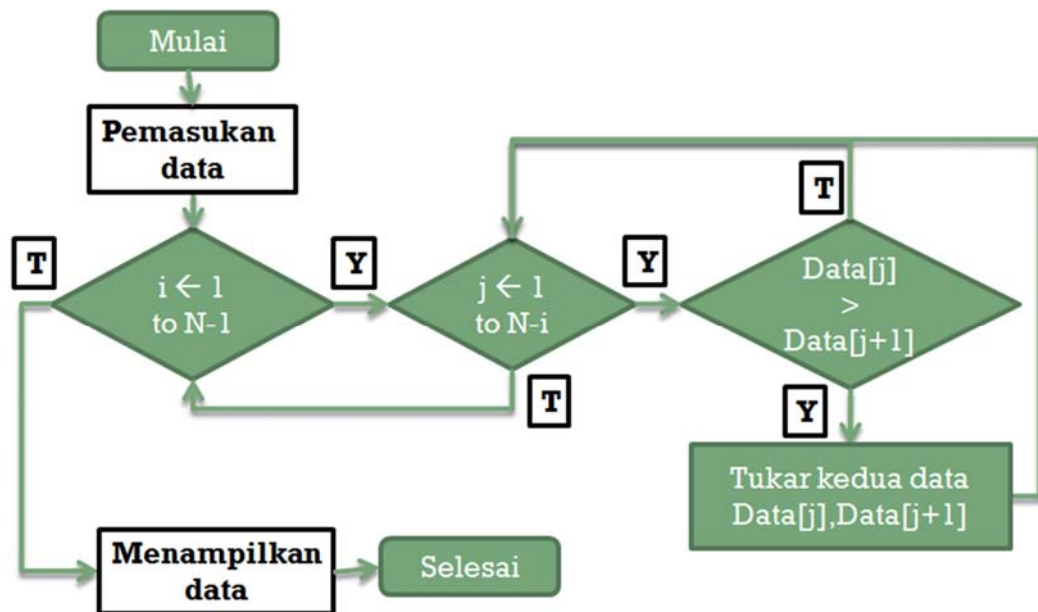 Mulai
Pemasukan
data
T
i ← 1
to N-1
Y
j ← 1
to N-i
Y
T
Data[j]
>
Data[j+1]
T
Y
Tukar kedua data
Data[j],Data[j+1]
Menampilkan
data
Selesai